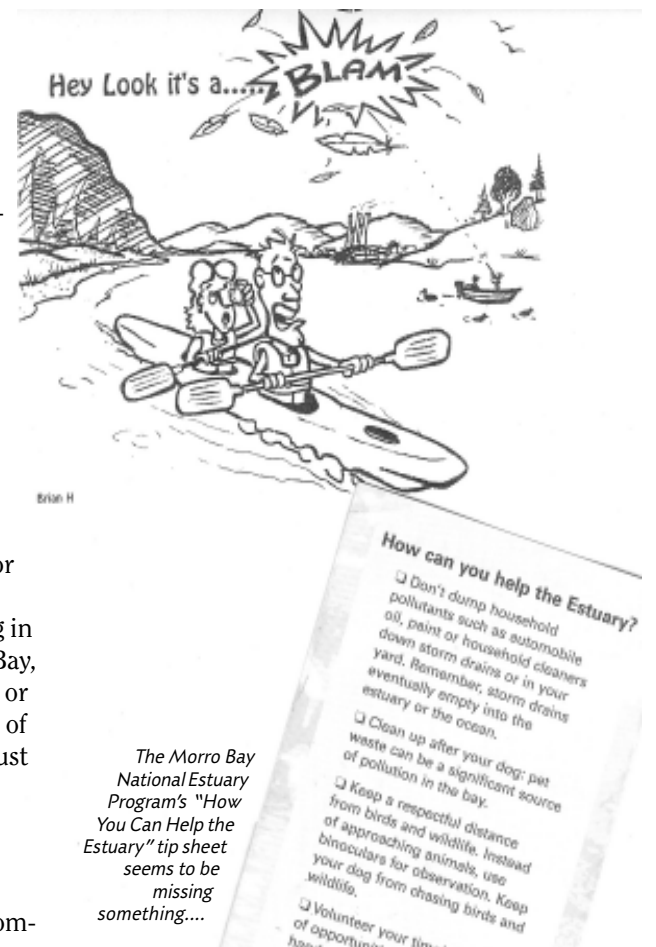 Hey Look it's a.....
BLAM
Brian H
or
g in
Bay,
or
of
ust
om-
The Morro Bay
National Estuary
Program's "How
You Can Help the
Estuary" tip sheet
seems to be
missing
something....
How can you help the Estuary?
❑ Don't dump household
pollutants such as automobile
oil, paint or household cleaners
down storm drains or in your
yard. Remember, storm drains
eventually empty into the
estuary or the ocean.
❑ Clean up after your dog: pet
waste can be a significant source
of pollution in the bay.
❑ Keep a respectful distance
from birds and wildlife. Instead
of approaching animals, use
binoculars for observation. Keep
your dog from chasing birds and
wildlife.
❑ Volunteer your
of